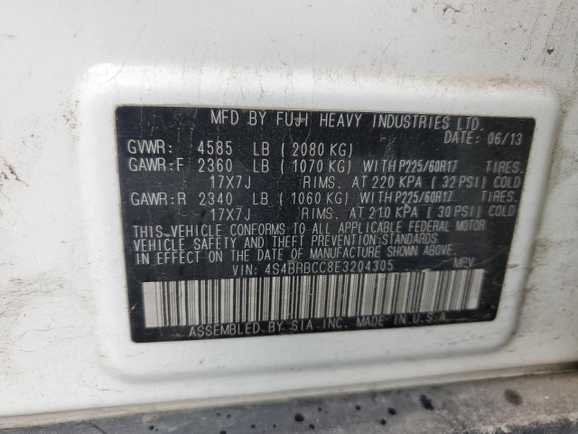 MFD BY FUJI HEAVY INDUSTRIES LTD.
DATE: 06/13
GVWR: 4585 LB (2080 KG)
GAWR:F 2360 LB (1070 KG) WITH P225/60R17 TIRES.
17X7J RIMS. AT 220 KPA (32 PSI) COLD
GAWR:R 2340 LB (1060 KG) WITH P225/60R17 TIRES.
17X7J RIMS. AT 210 KPA (30 PSI) COLD
THIS VEHICLE CONFORMS TO ALL APPLICABLE FEDERAL MOTOR
VEHICLE SAFETY AND THEFT PREVENTION STANDARDS
IN EFFECT ON THE DATE OF MANUFACTURE SHOWN ABOVE.
VIN: 4S4BRBCC8E3204305 MPV
ASSEMBLED BY SIA INC. MADE IN U.S.A.